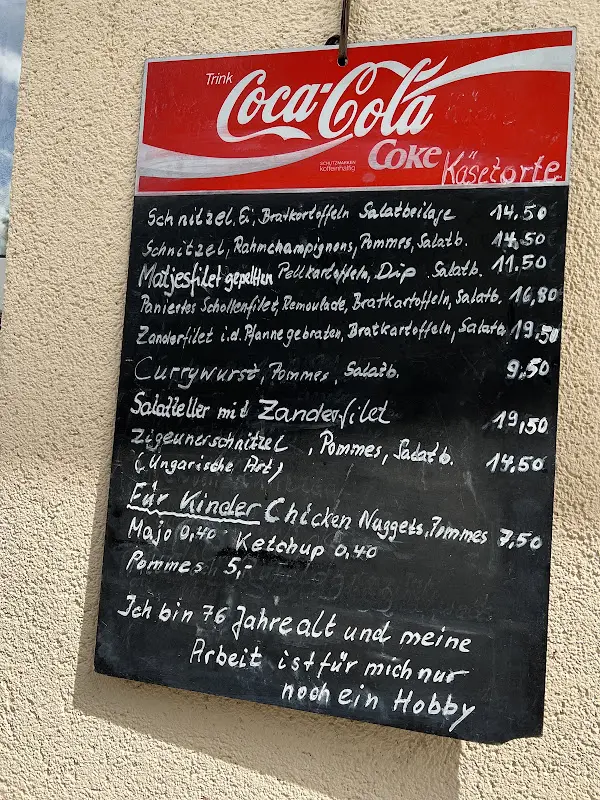 Trink
Coca-Cola
SCHUTZMARKEN
koffeinhaltig
Coke Käsetorte
Schnitzel, Ei, Bratkartoffeln Salatbeilage 14.50
Schnitzel, Rahmchampignons, Pommes, Salatb. 14,50
Matjesfilet gepellten Pellkartoffeln, Dip Salatb. 11.50
Paniertes Schollenfilet, Remoulade, Bratkartoffeln, Salatb. 16,80
Zanderfilet i.d. Pfanne gebraten, Bratkartoffeln, Salatb 19,50
Currywurst, Pommes, Salatb. 9.50
Salatteller mit Zanderfilet 19,50
Zigeunerschnitzel, Pommes, Salatb. 14,50
(Ungarische Art)
Für Kinder Chicken Nuggets, Pommes 7,50
Majo 0,40 Ketchup 0,40
Pommes 5,-
Ich bin 76 Jahre alt und meine
Arbeit ist für mich nur
noch ein Hobby